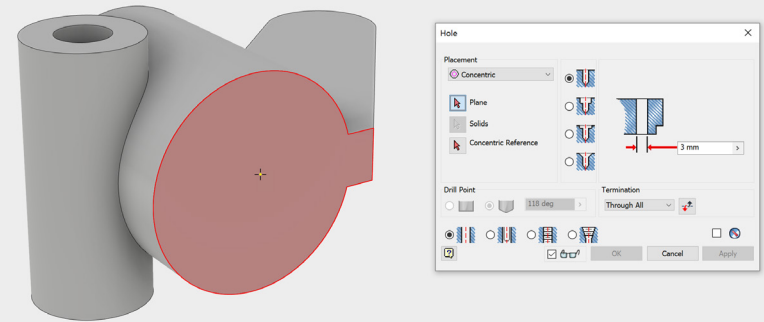 Hole
Placement
Concentric
Plane
Solids
Concentric Reference
3 mm
Drill Point
118 deg
Termination
Through All
OK
Cancel
Apply